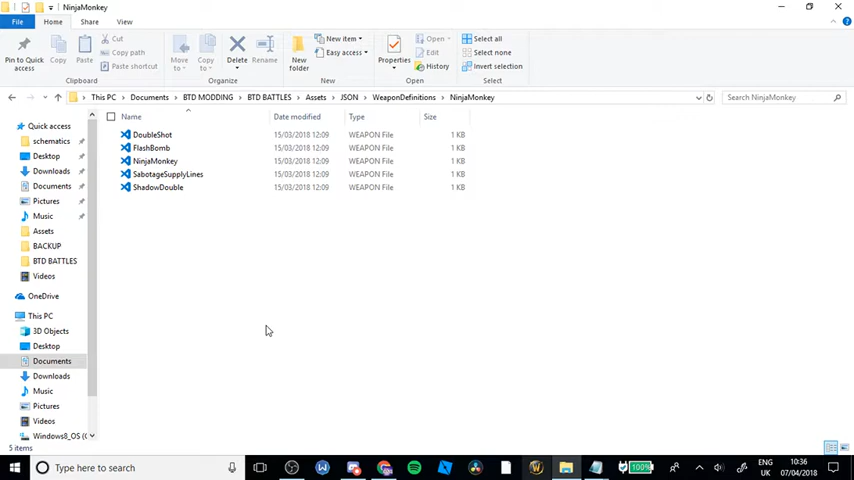 NinjaMonkey
File Home Share View
Pin to Quick access
Copy
Paste
Cut
Copy path
Paste shortcut
Move to
Copy to
Delete
Rename
New folder
New item
Easy access
Properties
Open
Edit
History
Select all
Select none
Invert selection
Clipboard Organize New Open Select
This PC Documents BTD MODDING BTD BATTLES Assets JSON WeaponDefinitions NinjaMonkey
Search NinjaMonkey
Name Date modified Type Size
DoubleShot 15/03/2018 12:09 WEAPON File 1 KB
FlashBomb 15/03/2018 12:09 WEAPON File 1 KB
NinjaMonkey 15/03/2018 12:09 WEAPON File 1 KB
SabotageSupplyLines 15/03/2018 12:09 WEAPON File 1 KB
ShadowDouble 15/03/2018 12:09 WEAPON File 1 KB
Quick access
schematics
Desktop
Downloads
Documents
Pictures
Music
Assets
BACKUP
BTD BATTLES
Videos
OneDrive
This PC
3D Objects
Desktop
Documents
Downloads
Music
Pictures
Videos
Windows8_OS (
5 items
Type here to search
100%
ENG
UK
10:36
07/04/2018